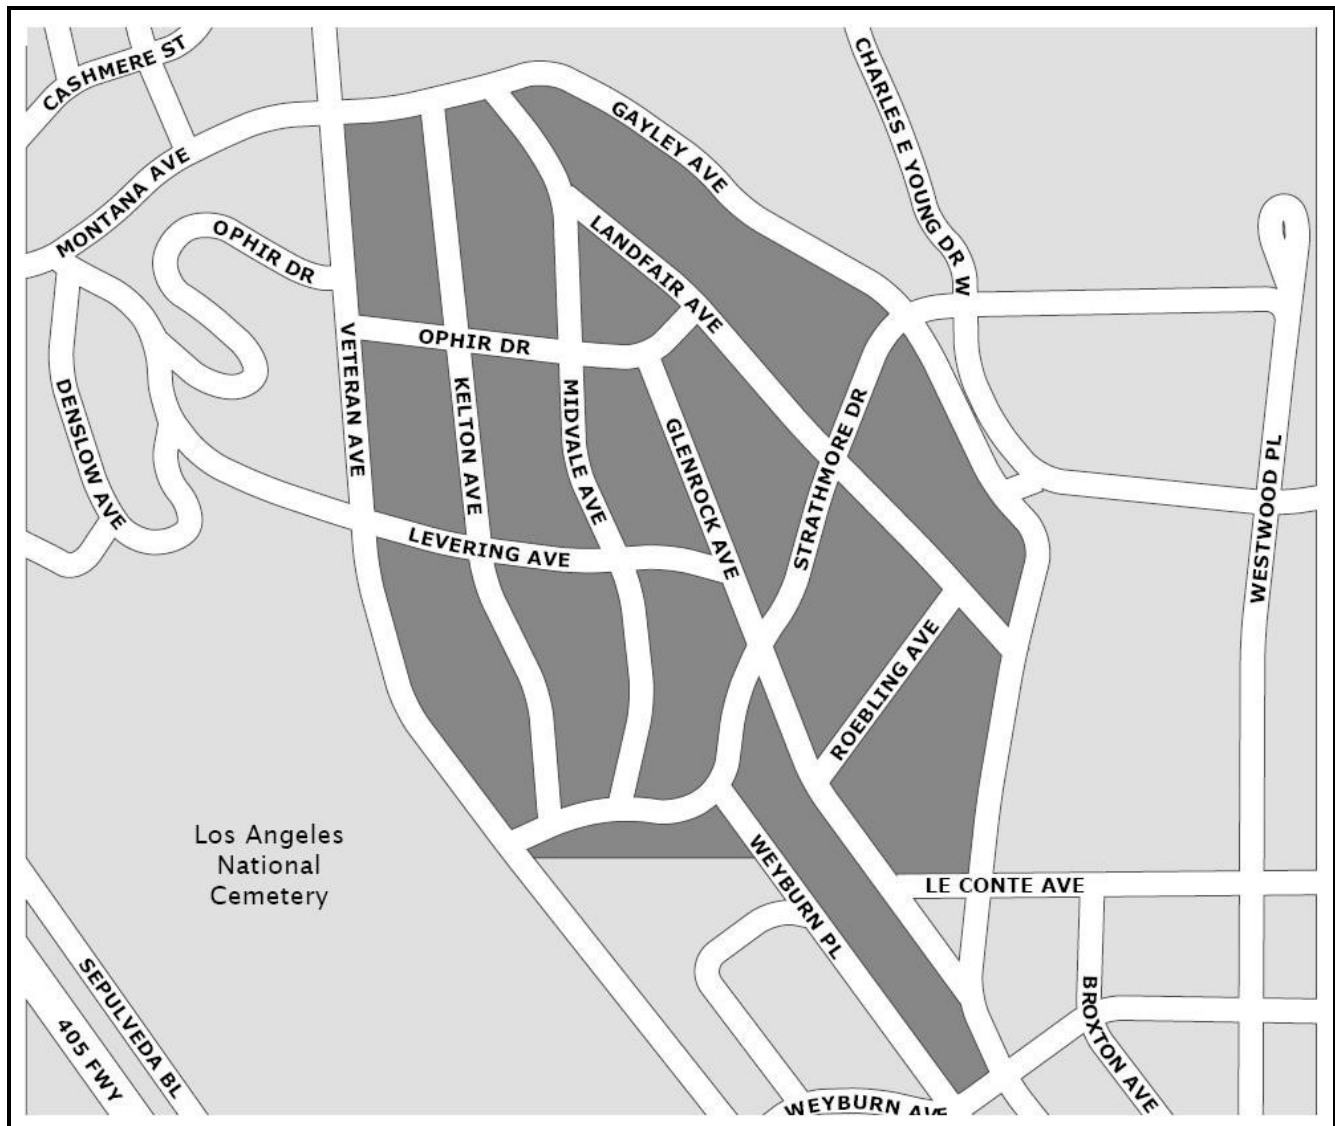 CASHMERE ST
CHARLES E YOUNG DR W
GAYLEY AVE
MONTANA AVE
OPHIR DR
LANDFAIR AVE
VETERAN AVE
OPHIR DR
DENSLOW AVE
KELTON AVE
MIDVALE AVE
GLENROCK AVE
STRATHMORE DR
WESTWOOD PL
LEVERING AVE
ROEBLING AVE
Los Angeles
National
Cemetery
WEYBURN PL
LE CONTE AVE
SEPULVEDA BL
405 FWY
BROXTON AVE
WEYBURN AVE